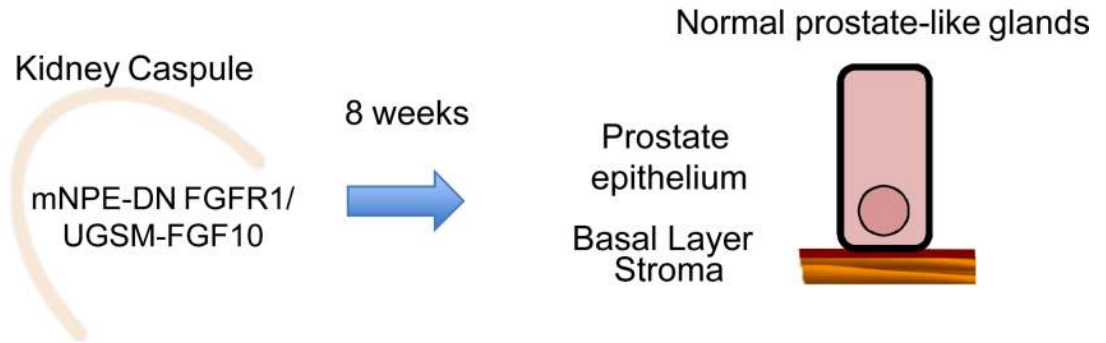 Normal prostate-like glands
Kidney Caspule
8 weeks
mNPE-DN FGFR1/
UGSM-FGF10
Prostate
epithelium
Basal Layer
Stroma